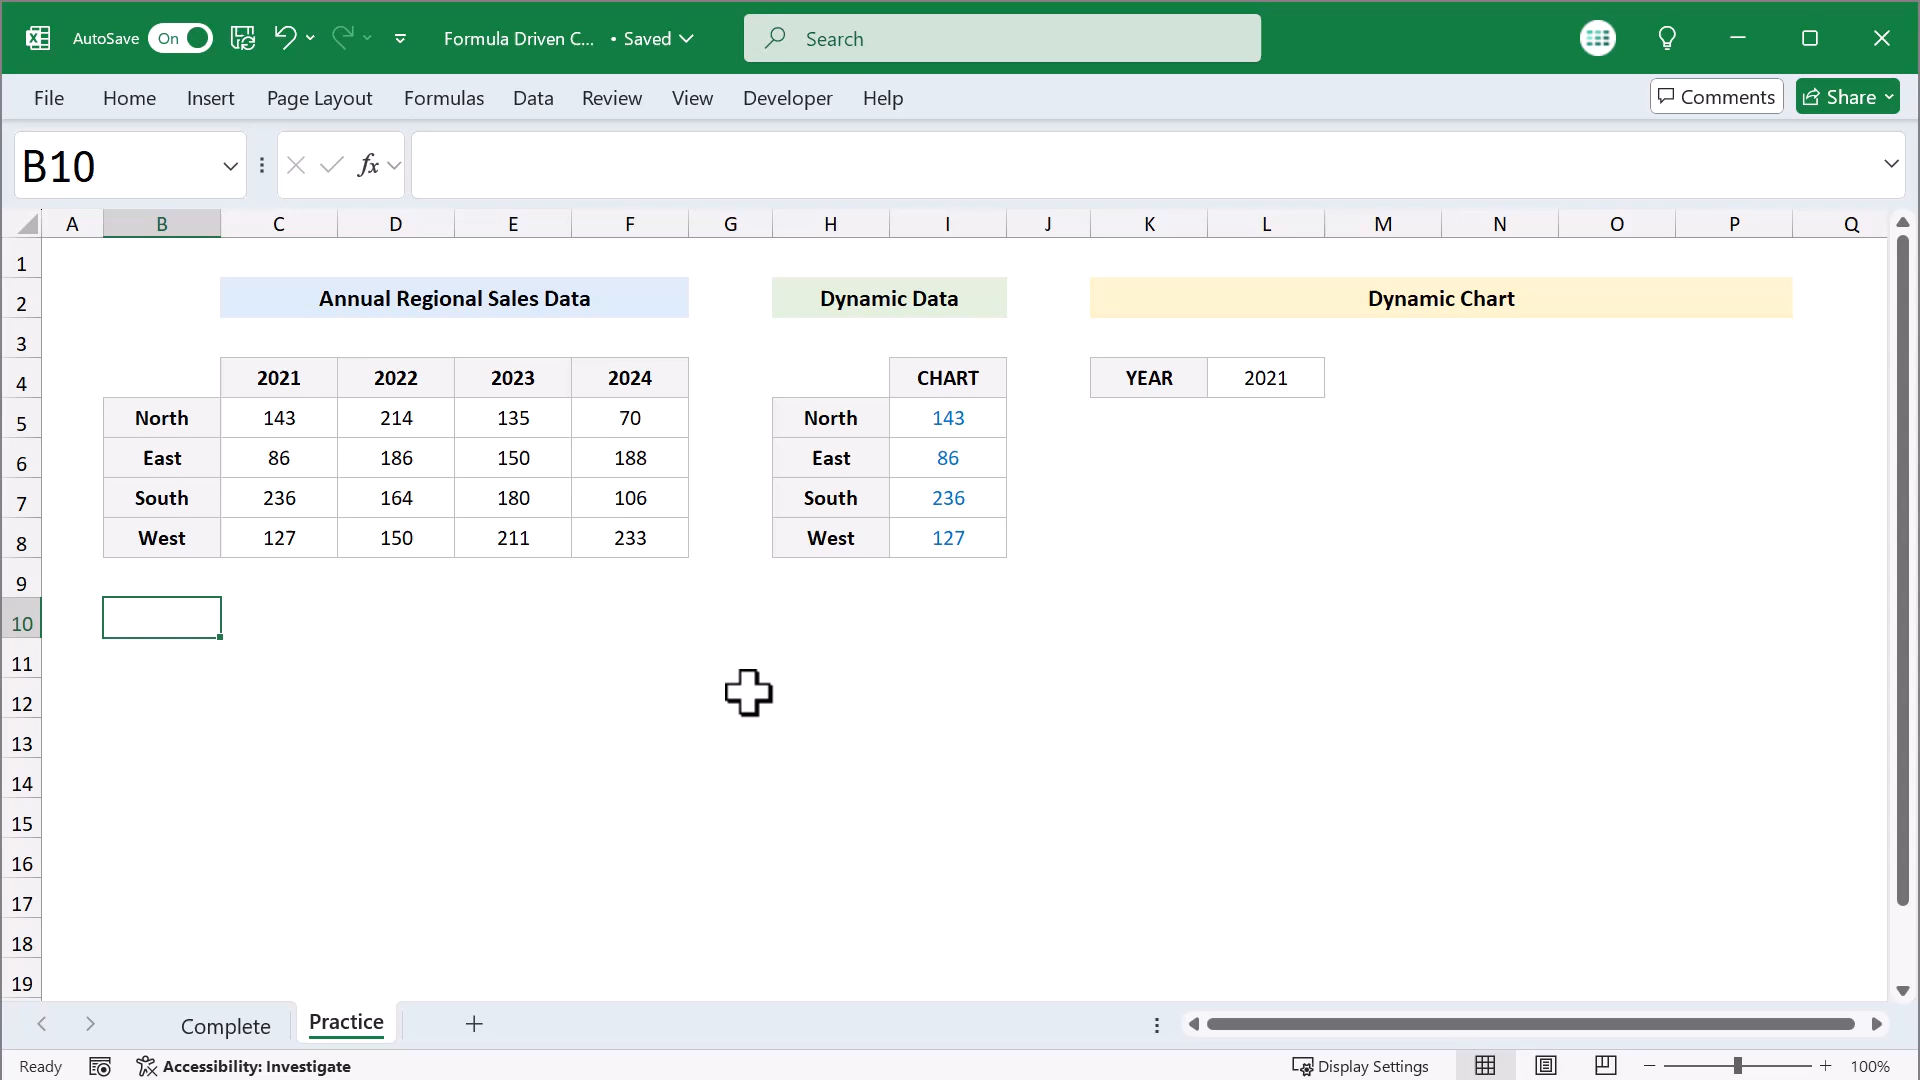 AutoSave On Formula Driven C... • Saved Search
File Home Insert Page Layout Formulas Data Review View Developer Help Comments Share
B10 fx
A B C D E F G H I J K L M N O P Q
1
2 Annual Regional Sales Data Dynamic Data Dynamic Chart
3
4 2021 2022 2023 2024 CHART YEAR 2021
5 North 143 214 135 70 North 143
6 East 86 186 150 188 East 86
7 South 236 164 180 106 South 236
8 West 127 150 211 233 West 127
9
10
11
12
13
14
15
16
17
18
19
Complete Practice
Ready Accessibility: Investigate Display Settings 100%